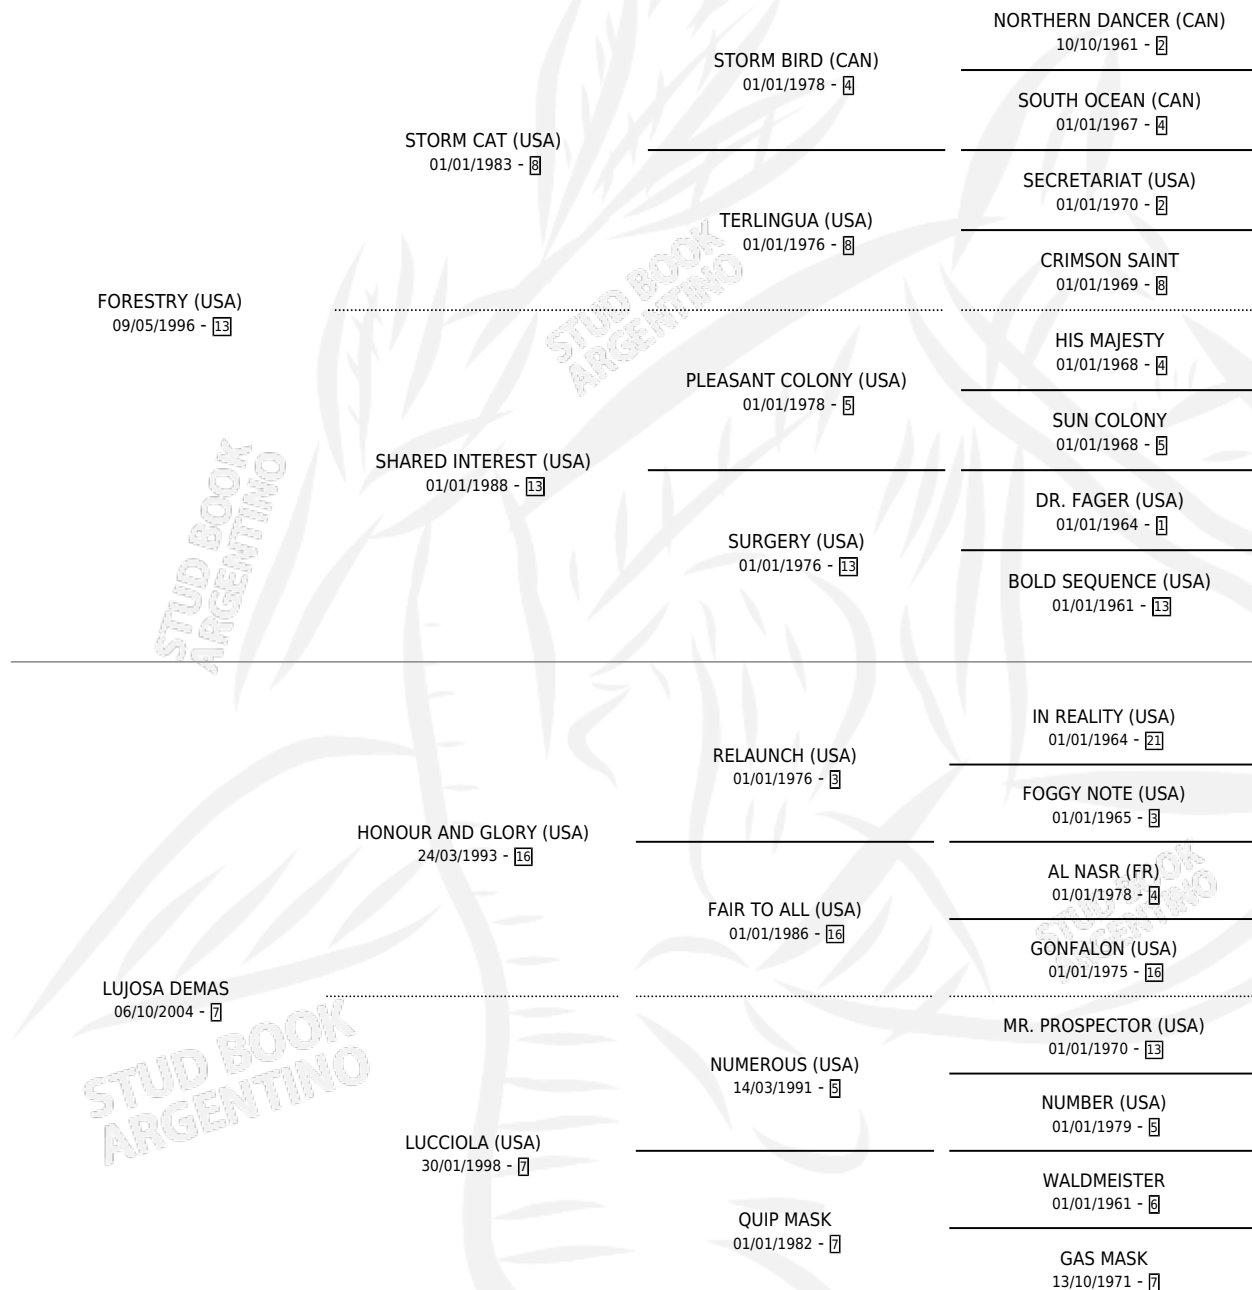 NORTHERN DANCER (CAN)
10/10/1961 - 2
STORM BIRD (CAN)
01/01/1978 - 4
SOUTH OCEAN (CAN)
01/01/1967 - 4
STORM CAT (USA)
01/01/1983 - 8
SECRETARIAT (USA)
01/01/1970 - 2
TERLINGUA (USA)
01/01/1976 - 8
CRIMSON SAINT
01/01/1969 - 8
FORESTRY (USA)
09/05/1996 - 13
HIS MAJESTY
01/01/1968 - 4
PLEASANT COLONY (USA)
01/01/1978 - 5
SUN COLONY
01/01/1968 - 5
SHARED INTEREST (USA)
01/01/1988 - 13
DR. FAGER (USA)
01/01/1964 - 1
SURGERY (USA)
01/01/1976 - 13
BOLD SEQUENCE (USA)
01/01/1961 - 13
IN REALITY (USA)
01/01/1964 - 21
RELAUNCH (USA)
01/01/1976 - 3
FOGGY NOTE (USA)
01/01/1965 - 3
HONOUR AND GLORY (USA)
24/03/1993 - 16
AL NASR (FR)
01/01/1978 - 4
FAIR TO ALL (USA)
01/01/1986 - 16
GONFALON (USA)
01/01/1975 - 16
LUJOSA DEMAS
06/10/2004 - 7
MR. PROSPECTOR (USA)
01/01/1970 - 13
NUMEROUS (USA)
14/03/1991 - 5
NUMBER (USA)
01/01/1979 - 5
LUCCIOLA (USA)
30/01/1998 - 7
WALDMEISTER
01/01/1961 - 6
QUIP MASK
01/01/1982 - 7
GAS MASK
13/10/1971 - 7
STUD BOOK
ARGENTINO
STUD BOOK
ARGENTINO
STUD BOOK
ARGENTINO
STUD BOOK
ARGENTINO